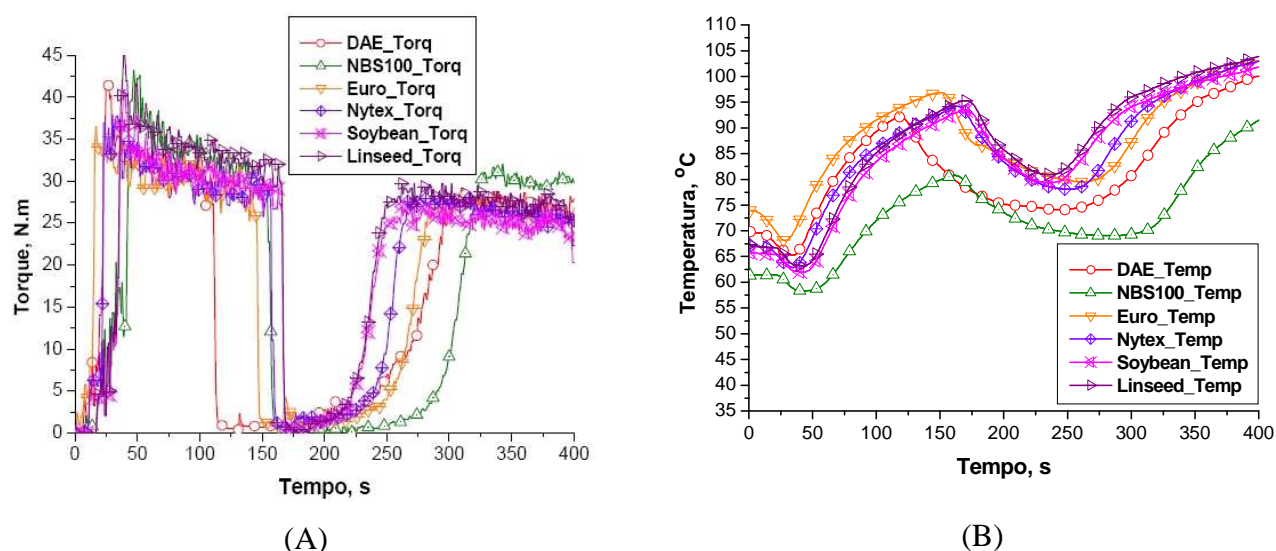 DAE_Torq
NBS100_Torq
Euro_Torq
Nytex_Torq
Soybean_Torq
Linseed_Torq
45
40
35
30
25
20
15
10
5
0
Torque, N.m
0 50 100 150 200 250 300 350 400
Tempo, s
(A)
110
105
100
95
90
85
80
75
70
65
60
55
50
45
40
35
Temperatura, ºC
DAE_Temp
NBS100_Temp
Euro_Temp
Nytex_Temp
Soybean_Temp
Linseed_Temp
0 50 100 150 200 250 300 350 400
Tempo, s
(B)